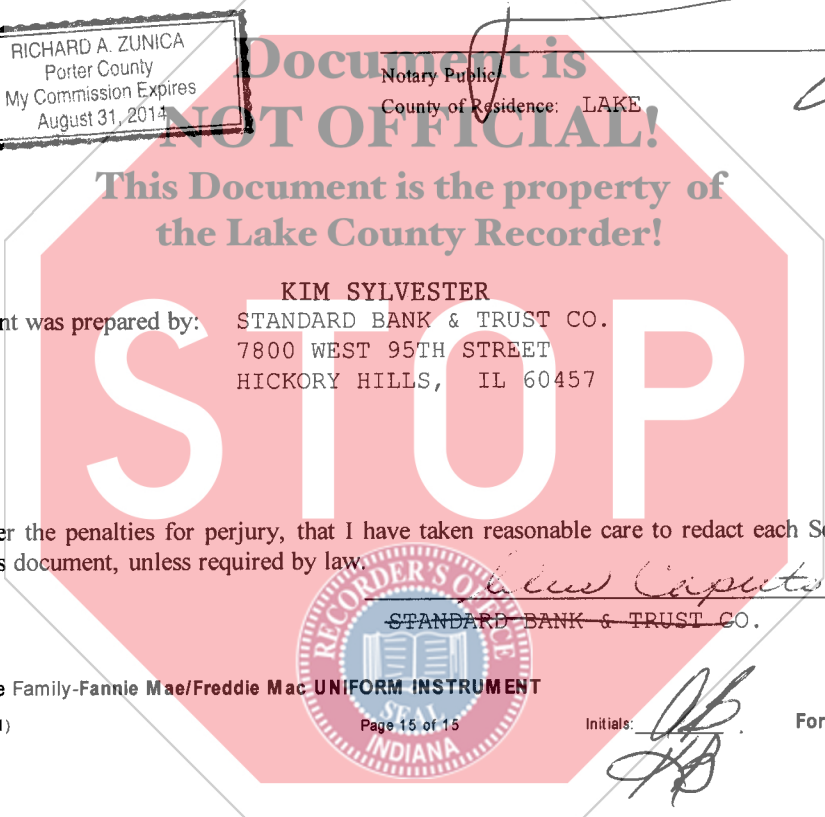 RICHARD A. ZUNICA
Porter County
My Commission Expires
August 31, 2014
Document is
NOT OFFICIAL!
This Document is the property of
the Lake County Recorder!
Notary Public
County of Residence: LAKE
KIM SYLVESTER
nt was prepared by: STANDARD BANK & TRUST CO.
7800 WEST 95TH STREET
HICKORY HILLS, IL 60457
STOP
er the penalties for perjury, that I have taken reasonable care to redact each So
s document, unless required by law.
Caputo
STANDARD BANK & TRUST CO.
RECORDER'S OFFICE
SEAL
INDIANA
e Family-Fannie Mae/Freddie Mac UNIFORM INSTRUMENT
1) Page 15 of 15 Initials: For